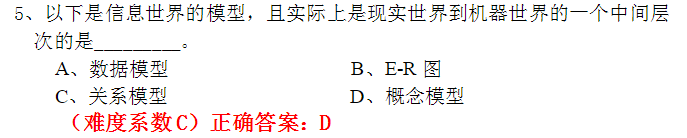 5、以下是信息世界的模型，且实际上是现实世界到机器世界的一个中间层
次的是_________。
A、数据模型 B、E-R 图
C、关系模型 D、概念模型
（难度系数 C）正确答案：D